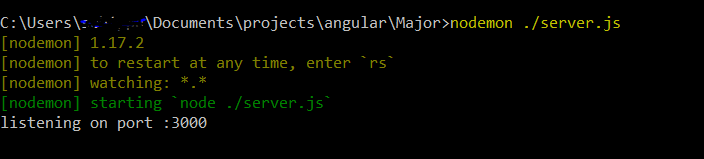 C:\Users\ \Documents\projects\angular\Major>nodemon ./server.js
[nodemon] 1.17.2
[nodemon] to restart at any time, enter `rs`
[nodemon] watching: *.*
[nodemon] starting `node ./server.js`
listening on port :3000